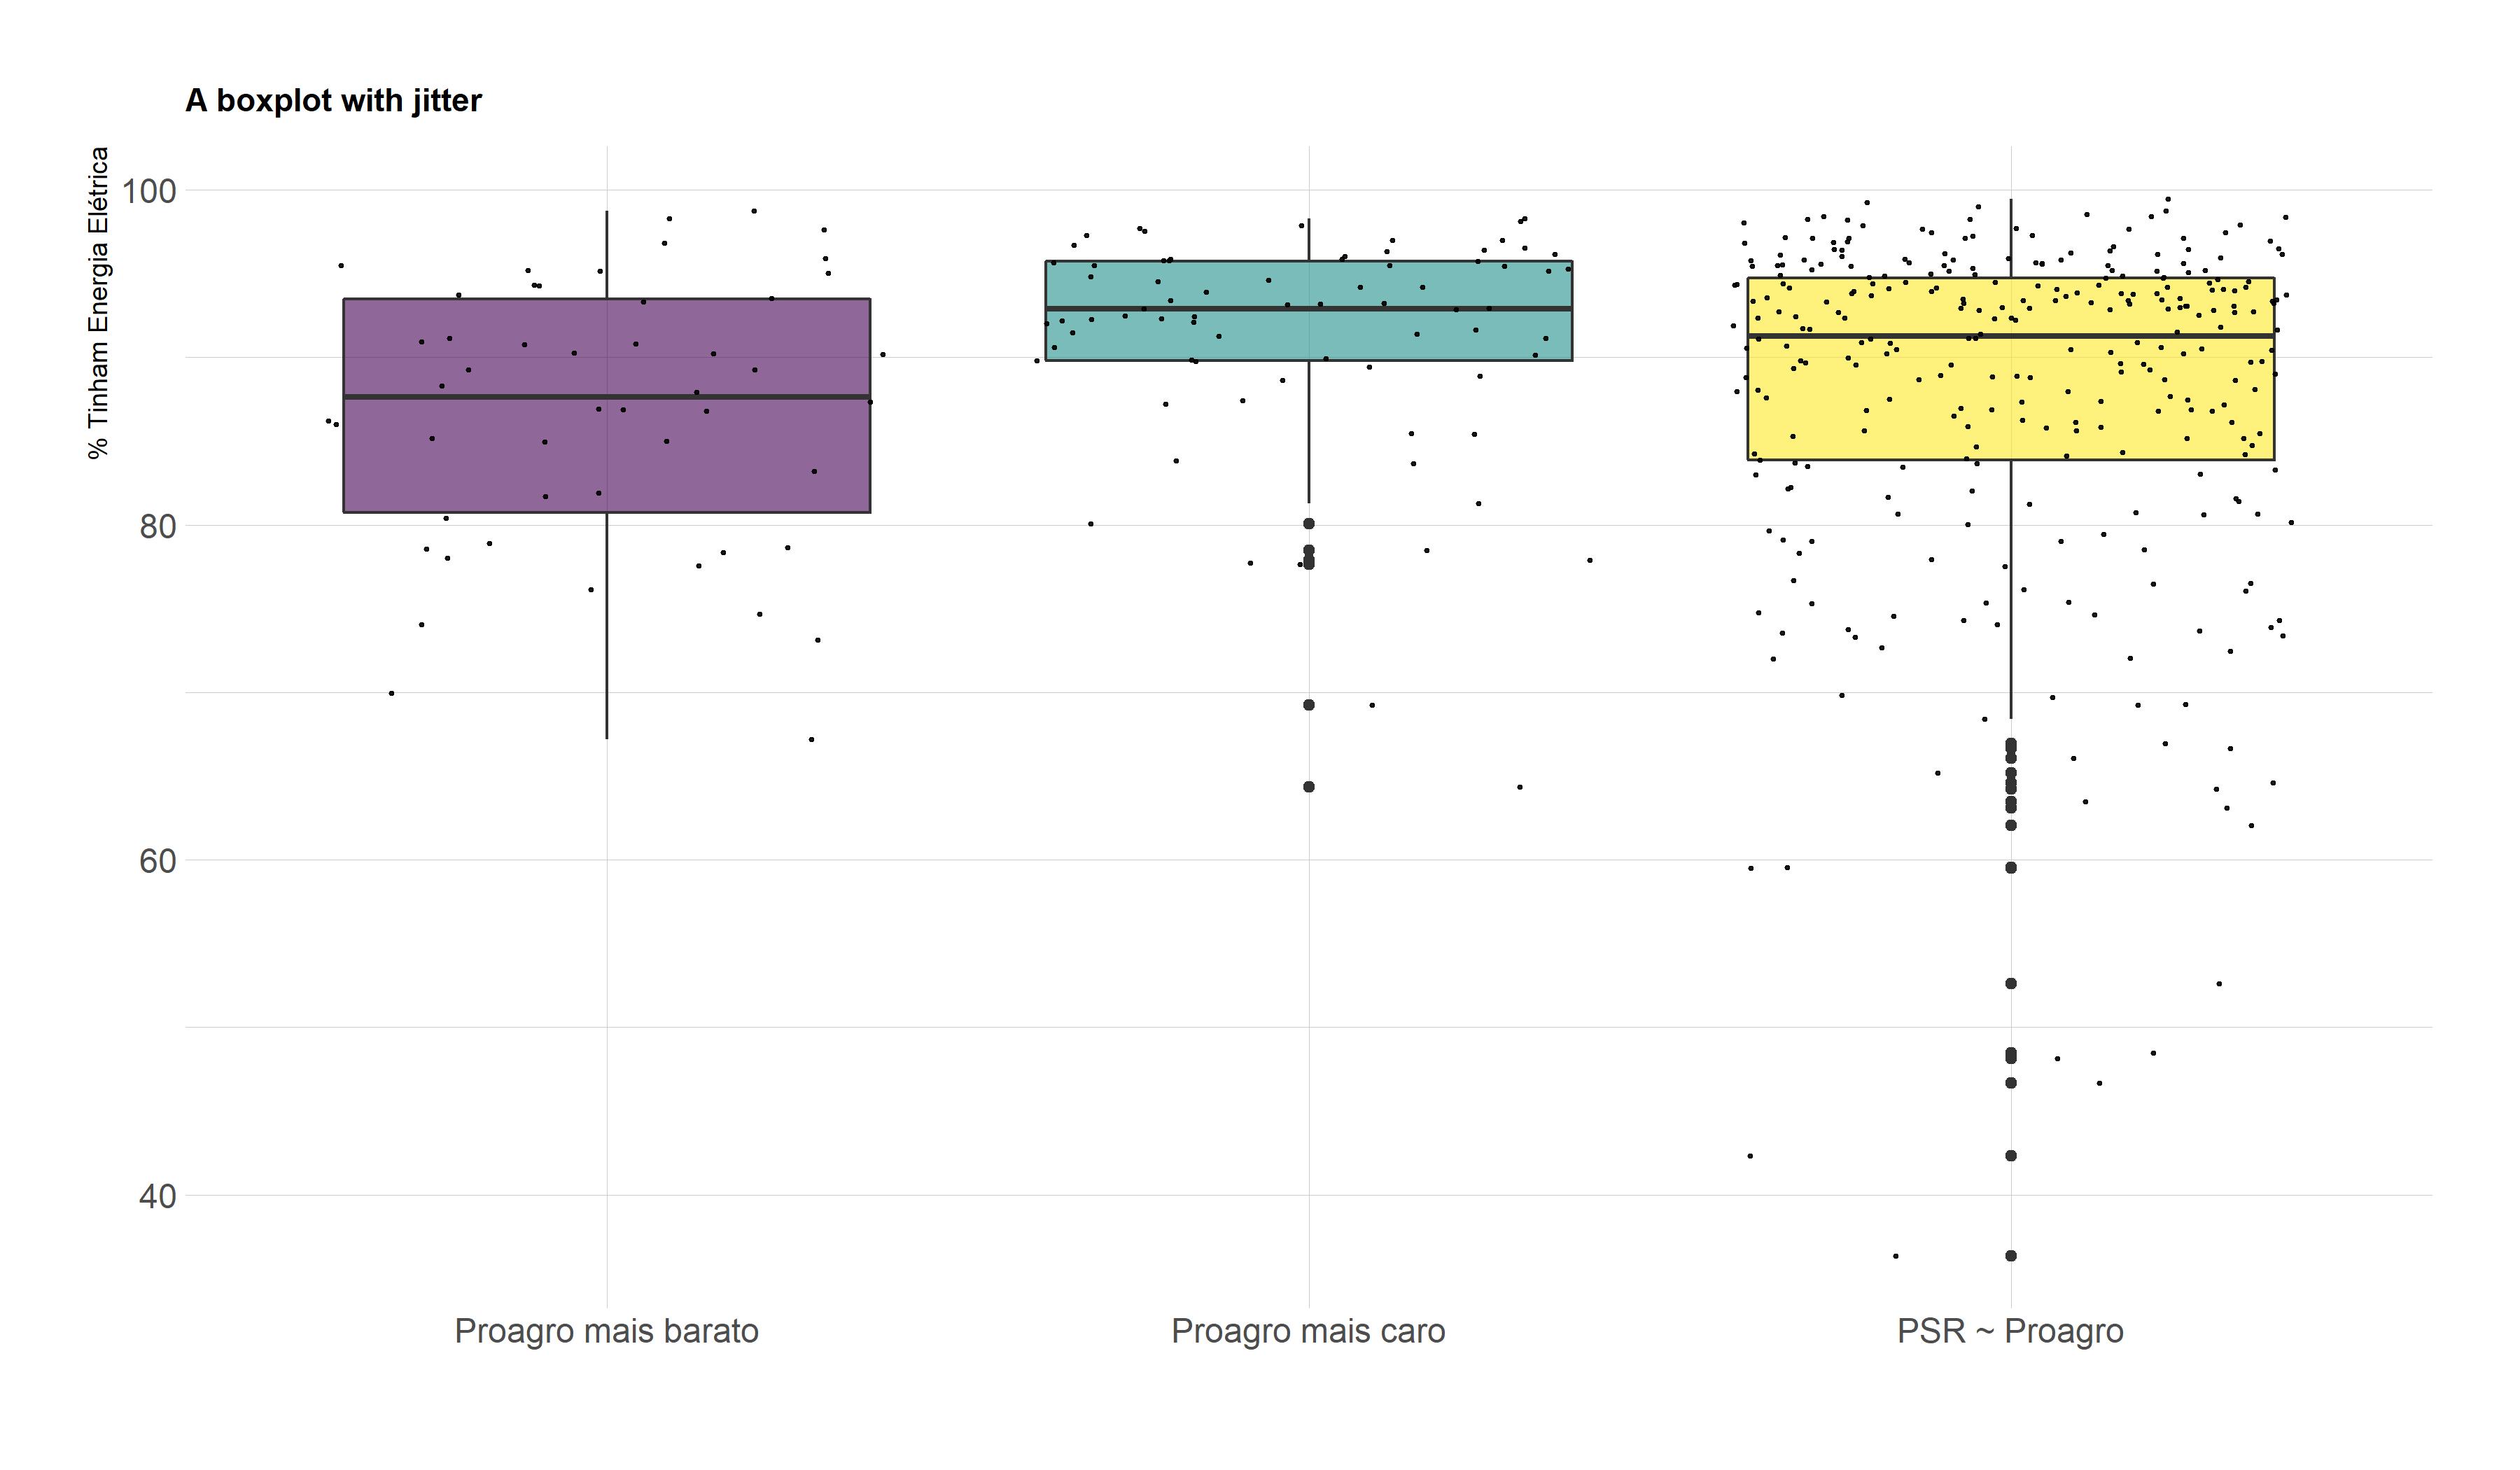 A boxplot with jitter
% Tinham Energia Elétrica
100
80
60
40
Proagro mais barato
Proagro mais caro
PSR ~ Proagro